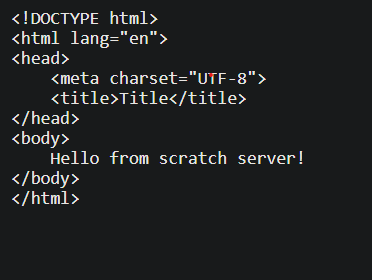 <!DOCTYPE html>
<html lang="en">
<head>
    <meta charset="UTF-8">
    <title>Title</title>
</head>
<body>
    Hello from scratch server!
</body>
</html>